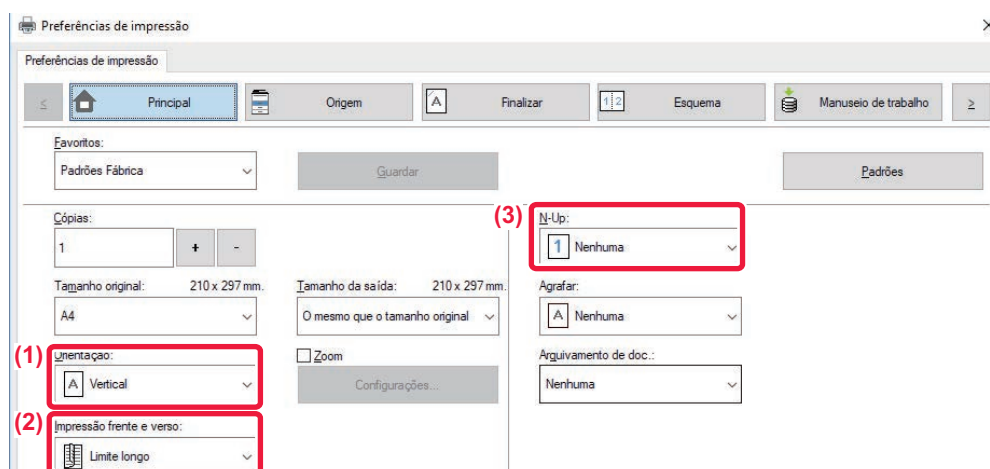 Preferências de impressão
Preferências de impressão
< Principal Origem A Finalizar 1 2 Esquema Manuseio de trabalho >
Favoritos:
Padrões Fábrica Guardar Padrões
Cópias: (3) N-Up:
1 + - 1 Nenhuma
Tamanho original: 210 x 297 mm. Tamanho da saída: 210 x 297 mm. Agrafar:
A4 O mesmo que o tamanho original A Nenhuma
(1) Orientação: Zoom Arquivamento de doc.:
A Vertical Configurações... Nenhuma
(2) Impressão frente e verso:
Limite longo